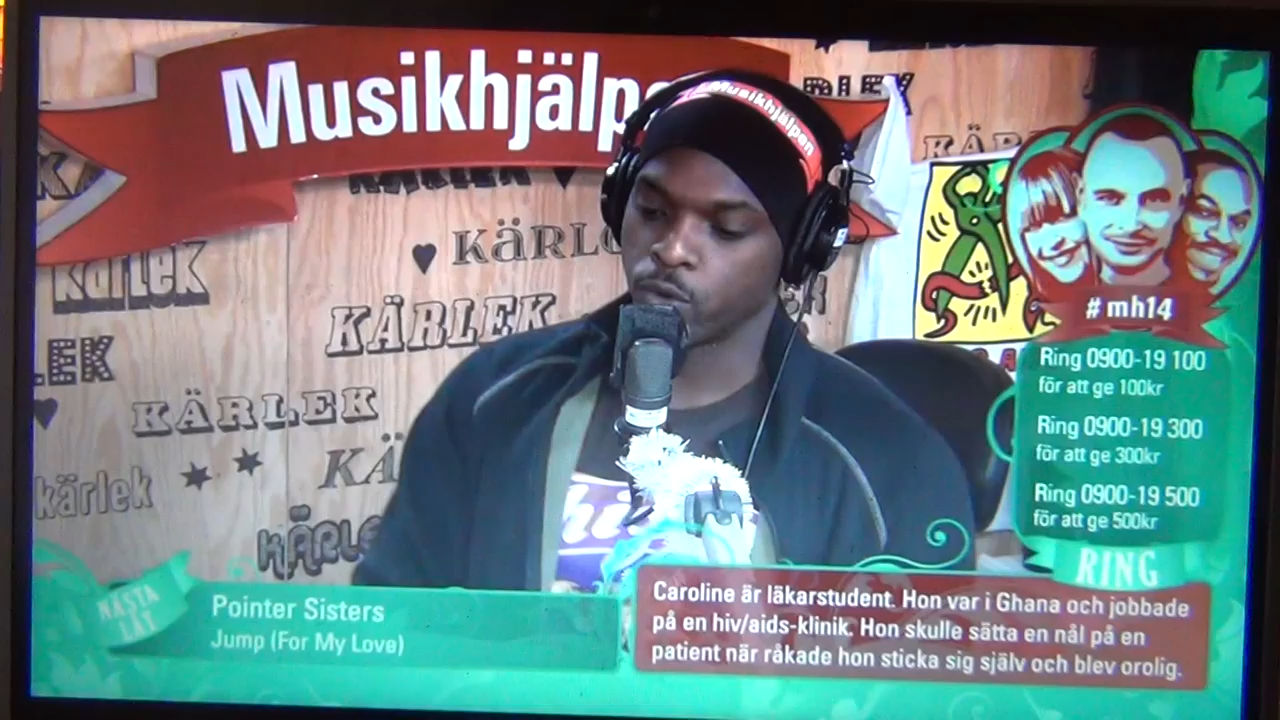 Musikhjälpen
Musikhjälpen
KÄRLEK
KÄRLEK
KÄRLEK
KÄRLEK
kärlek
KÄ
KÄRLE
LEK
# mh14
Ring 0900-19 100
för att ge 100kr
Ring 0900-19 300
för att ge 300kr
Ring 0900-19 500
för att ge 500kr
RING
NÄSTA
LÅT
Pointer Sisters
Jump (For My Love)
Caroline är läkarstudent. Hon var i Ghana och jobbade
på en hiv/aids-klinik. Hon skulle sätta en nål på en
patient när råkade hon sticka sig själv och blev orolig.